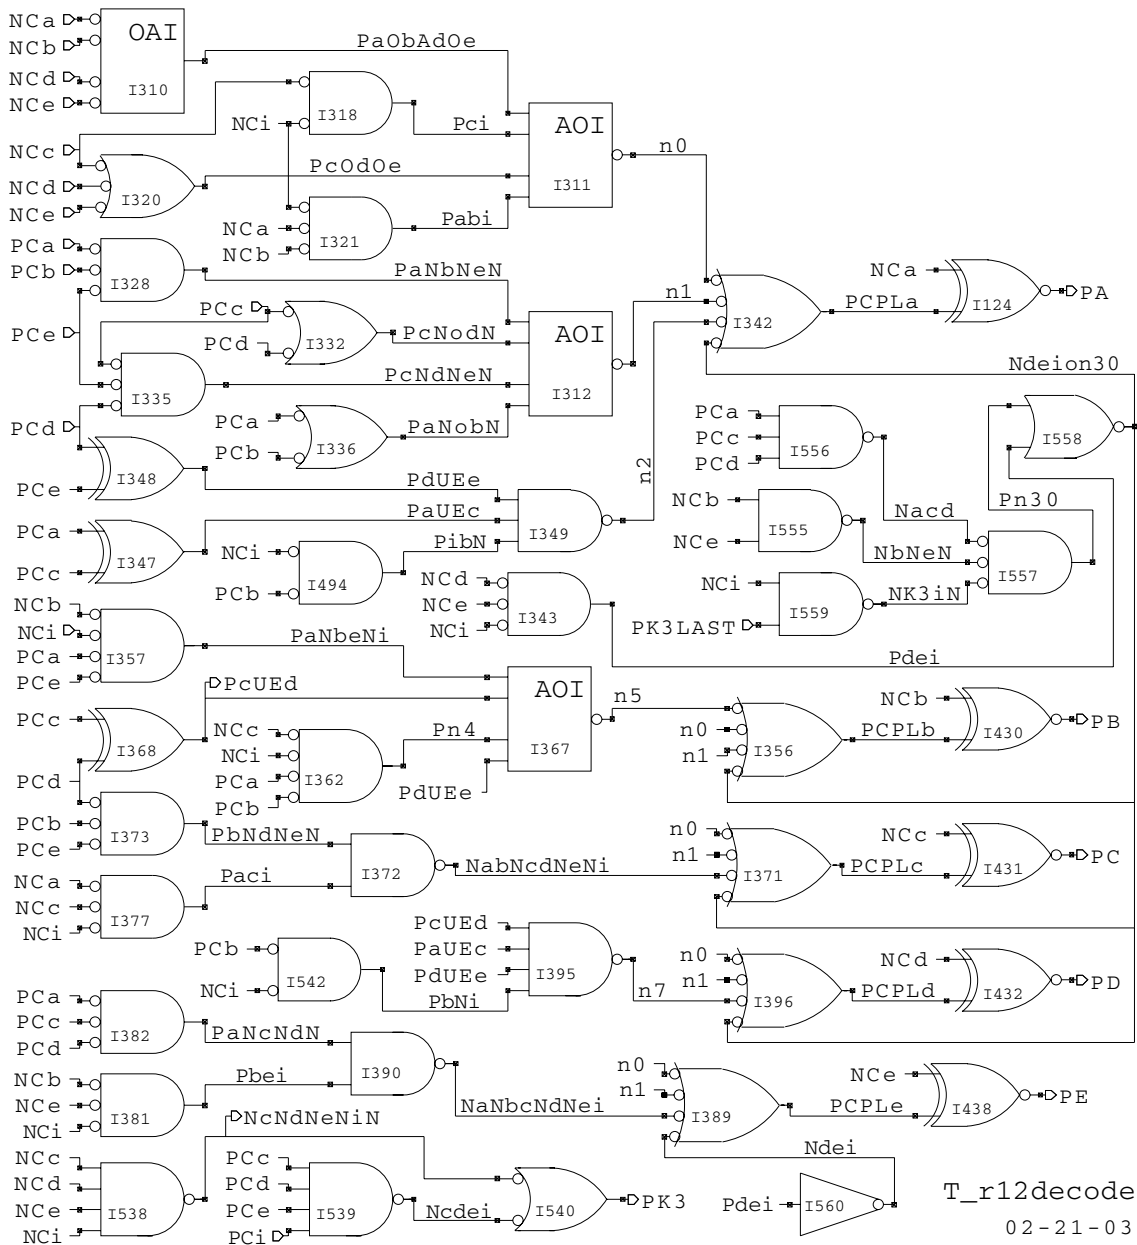 NCa
NCb
NCd
NCe
OAI
I310
PaObAdOe
NCi
I318
Pci
AOI
I311
n0
NCc
NCd
NCe
I320
PcOdOe
NCa
NCb
I321
Pabi
PCa
PCb
I328
PaNbNeN
PCe
PCc
PCd
I332
PcNodN
AOI
I312
n1
I335
PcNdNeN
PCd
PCa
PCb
I336
PaNobN
I342
PCPLa
NCa
I124
PA
Ndeion30
PCe
I348
PdUEe
n2
PCa
PCc
PCd
I556
I558
PCa
PCc
I347
PaUEc
I349
NCb
NCe
I555
Nacd
Pn30
NCi
PCb
I494
PibN
NbNeN
I557
NCd
NCe
NCi
I343
NCi
PK3LAST
I559
NK3iN
Pdei
NCb
NCi
PCa
PCe
I357
PaNbeNi
PcUEd
AOI
I367
n5
PCc
I368
PCd
NCc
NCi
PCa
PCb
I362
Pn4
PdUEe
n0
n1
I356
PCPLb
NCb
I430
PB
PCb
PCe
I373
PbNdNeN
NCa
NCc
NCi
I377
Paci
I372
NabNcdNeNi
n0
n1
I371
PCPLc
NCc
I431
PC
PCb
NCi
I542
PbNi
PcUEd
PaUEc
PdUEe
I395
n7
n0
n1
I396
PCPLd
NCd
I432
PD
PCa
PCc
PCd
I382
PaNcNdN
NCb
NCe
NCi
I381
Pbei
I390
NaNbcNdNei
n0
n1
I389
PCPLe
NCe
I438
PE
NcNdNeNiN
NCc
NCd
NCe
NCi
I538
PCc
PCd
PCe
PCi
I539
Ncdei
I540
PK3
Pdei
I560
Ndei
T_r12decode
02-21-03